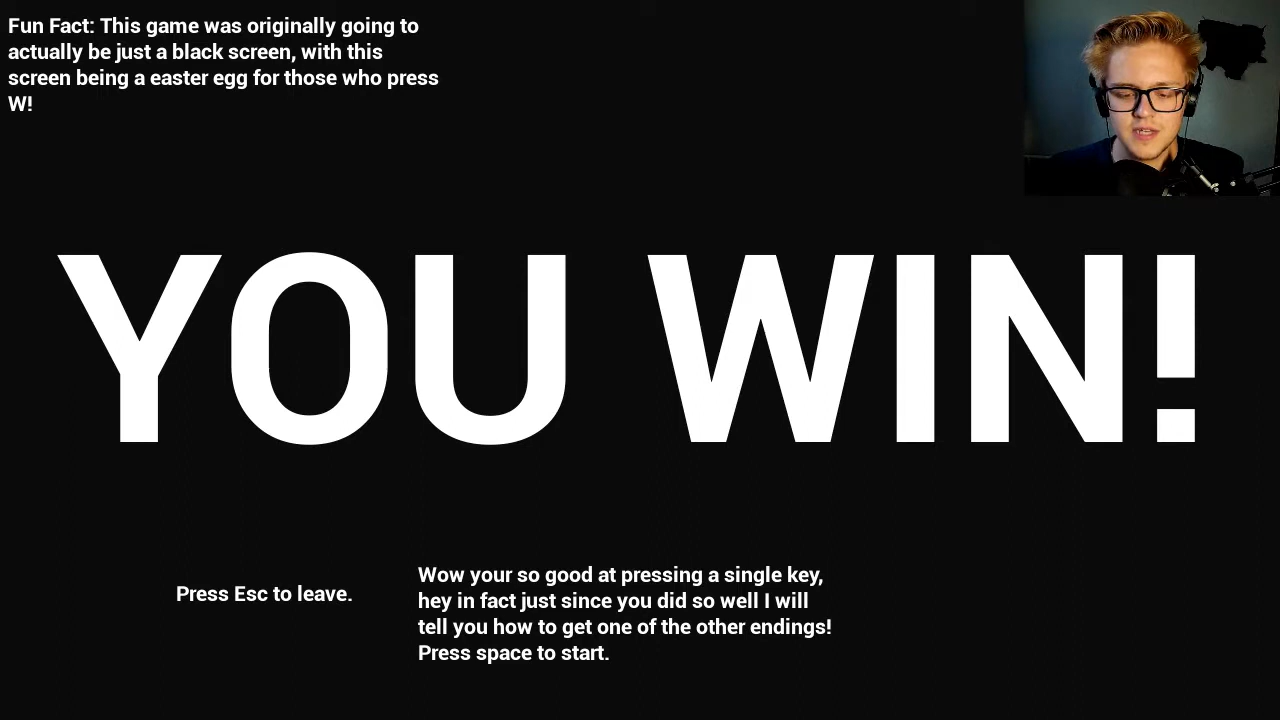 Fun Fact: This game was originally going to
actually be just a black screen, with this
screen being a easter egg for those who press
W!
YOU WIN!
Press Esc to leave.
Wow your so good at pressing a single key,
hey in fact just since you did so well I will
tell you how to get one of the other endings!
Press space to start.